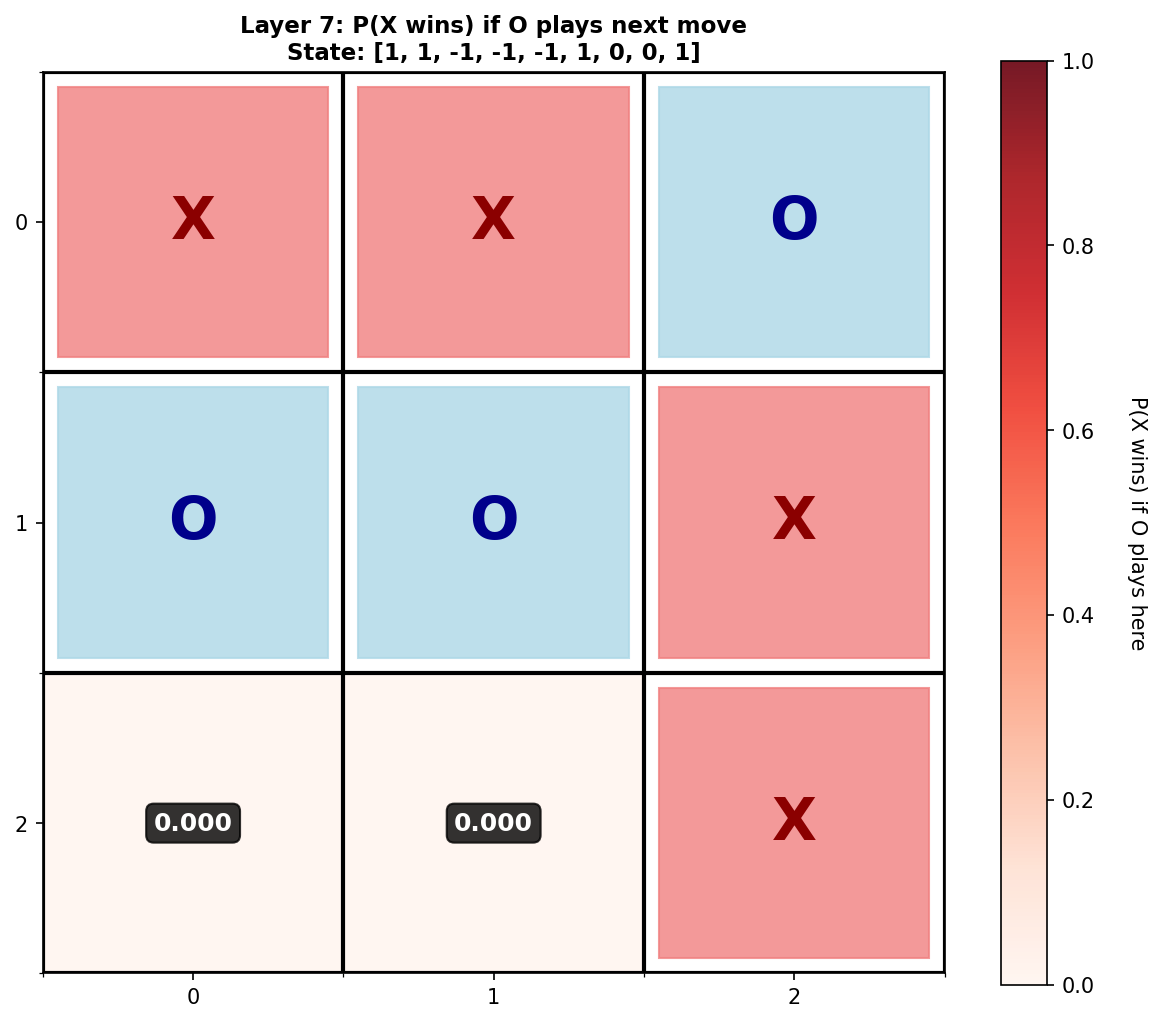 Layer 7: P(X wins) if O plays next move
State: [1, 1, -1, -1, -1, 1, 0, 0, 1]
0
X
X
O
1
O
O
X
2
0.000
0.000
X
0
1
2
1.0
0.8
0.6
0.4
0.2
0.0
P(X wins) if O plays here